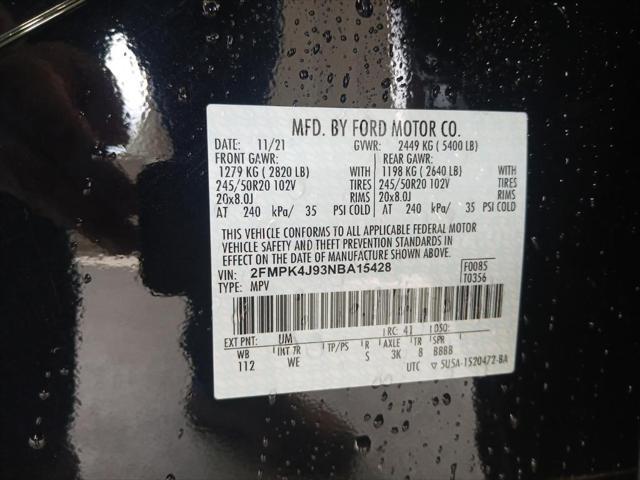 MFD. BY FORD MOTOR CO.
DATE: 11/21 GVWR: 2449 KG ( 5400 LB)
FRONT GAWR: REAR GAWR:
1279 KG ( 2820 LB) WITH 1198 KG ( 2640 LB) WITH
245/50R20 102V TIRES 245/50R20 102V TIRES
20x8.0J RIMS 20x8.0J RIMS
AT 240 kPa/ 35 PSI COLD AT 240 kPa/ 35 PSI COLD
THIS VEHICLE CONFORMS TO ALL APPLICABLE FEDERAL MOTOR
VEHICLE SAFETY AND THEFT PREVENTION STANDARDS IN
EFFECT ON THE DATE OF MANUFACTURE SHOWN ABOVE.
VIN: 2FMPK4J93NBA15428 F0085
TYPE: MPV T0356
EXT PNT: UM RC: 41 DSO:
WB INT TR TP/PS R AXLE TR SPR
112 WE S 3K 8 BBBB
UTC 5U5A-1520472-BA